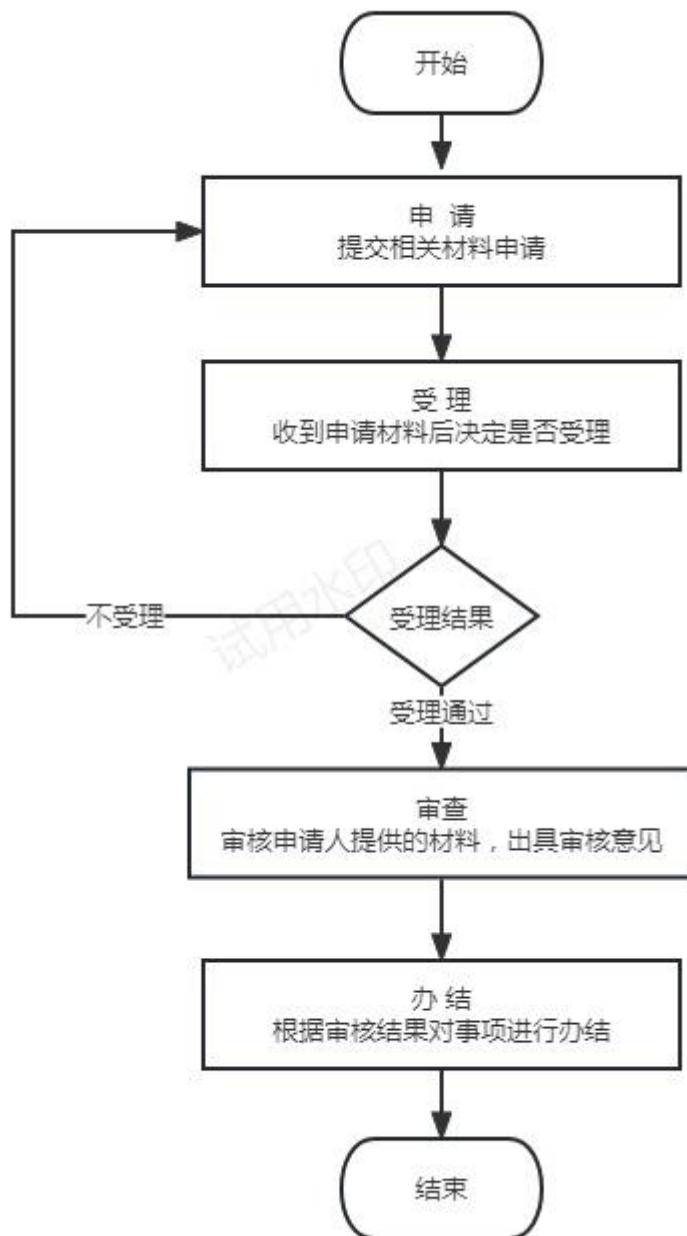 开始
申 请
提交相关材料申请
受 理
收到申请材料后决定是否受理
试用水印
不受理
受理结果
受理通过
审查
审核申请人提供的材料，出具审核意见
办 结
根据审核结果对事项进行办结
结束